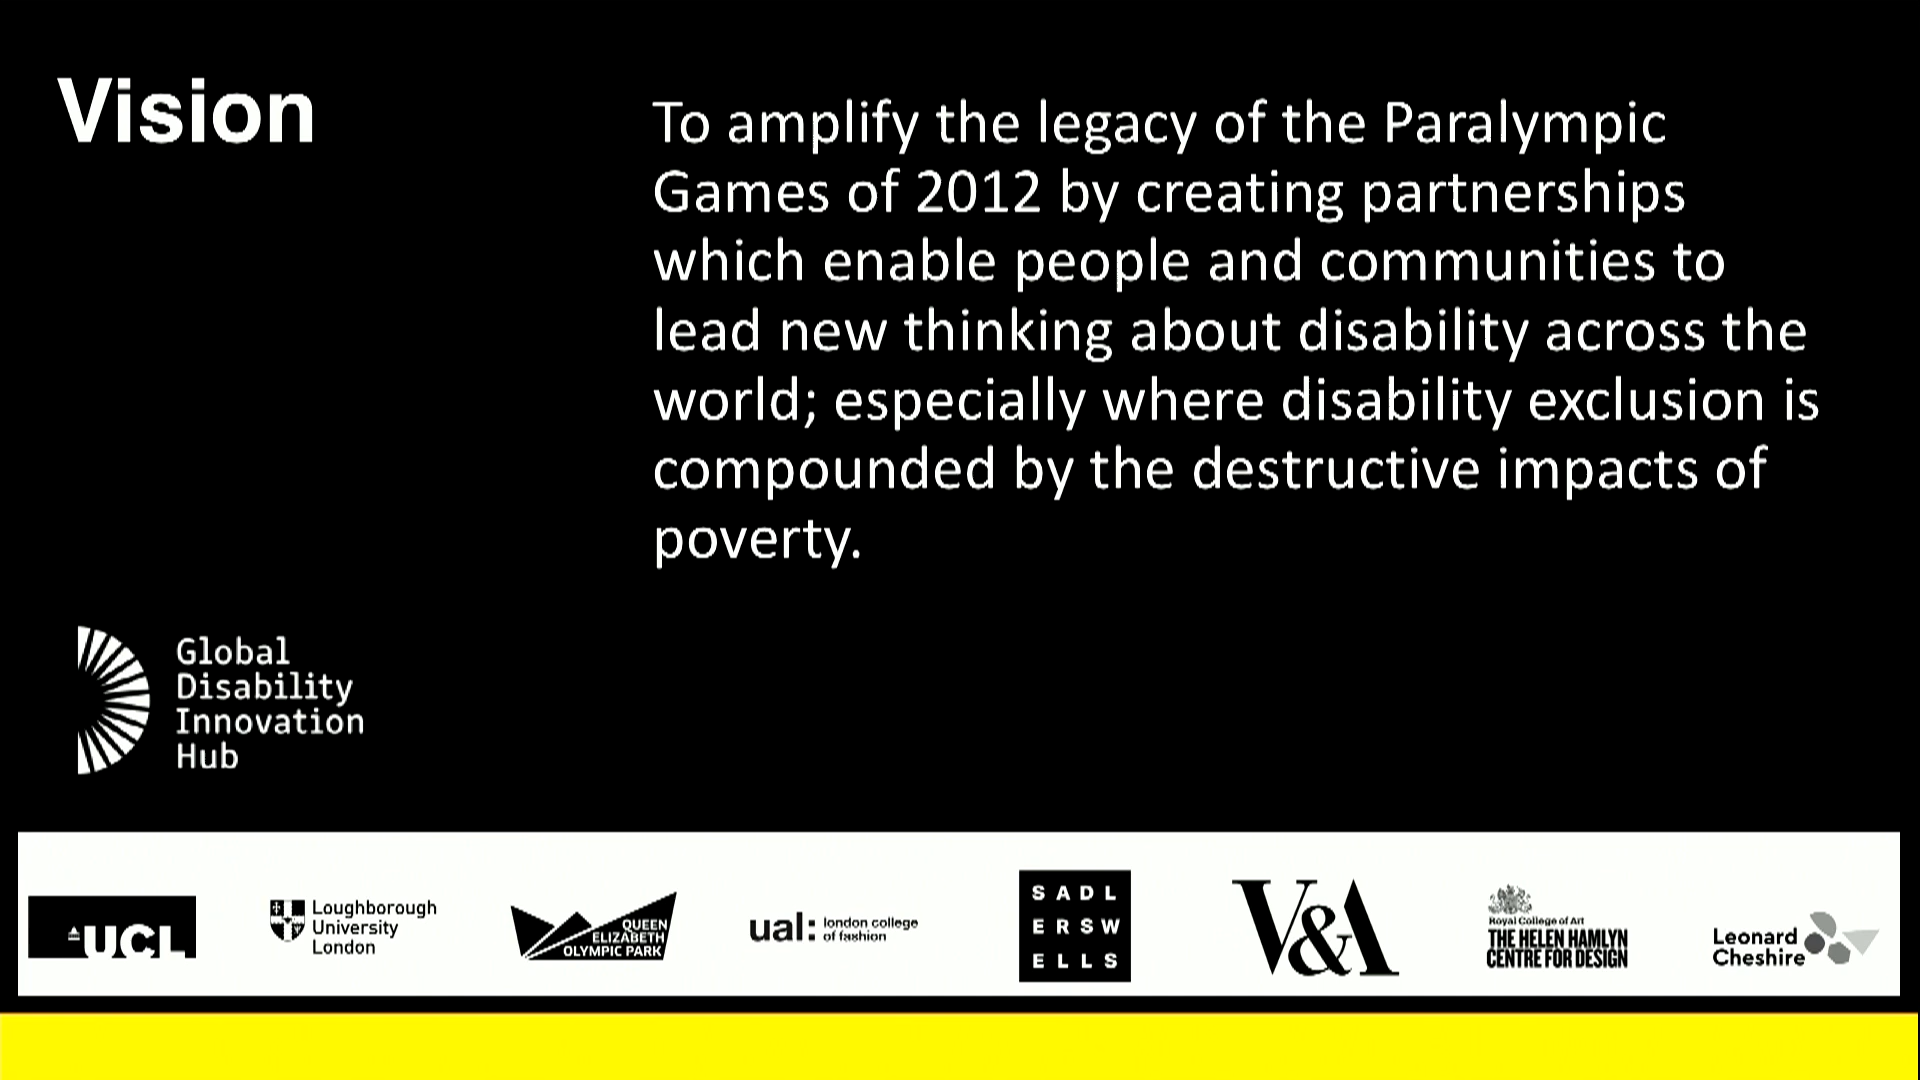 Vision
To amplify the legacy of the Paralympic
Games of 2012 by creating partnerships
which enable people and communities to
lead new thinking about disability across the
world; especially where disability exclusion is
compounded by the destructive impacts of
poverty.
Global
Disability
Innovation
Hub
UCL
Loughborough
University
London
QUEEN
ELIZABETH
OLYMPIC PARK
ual: london college
of fashion
SADL
ERSW
ELLS
V&A
Royal College of Art
THE HELEN HAMLYN
CENTRE FOR DESIGN
Leonard
Cheshire